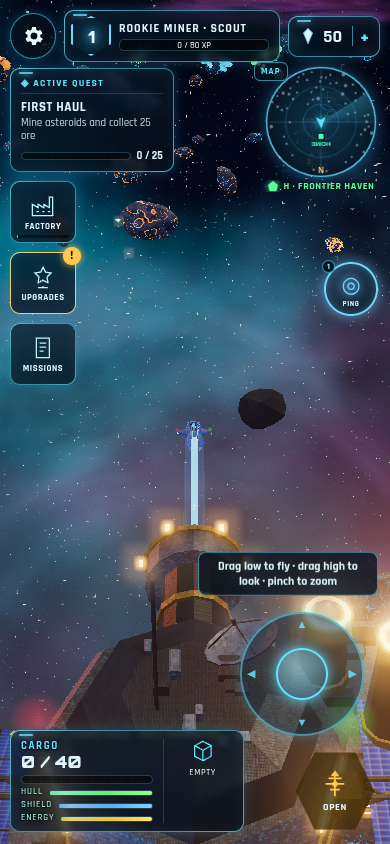 1
ROOKIE MINER · SCOUT
0 / 80 XP
50
+
ACTIVE QUEST
FIRST HAUL
Mine asteroids and collect 25
ore
0 / 25
MAP
HOME
N
H · FRONTIER HAVEN
FACTORY
!
UPGRADES
1
PING
MISSIONS
Drag low to fly · drag high to
look · pinch to zoom
CARGO
0 / 40
HULL
SHIELD
ENERGY
EMPTY
OPEN